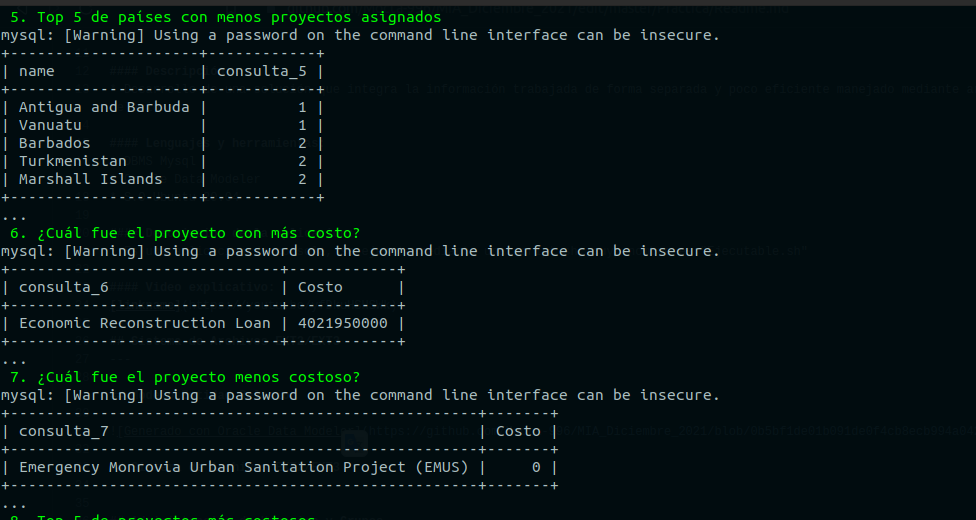 5. Top 5 de países con menos proyectos asignados
mysql: [Warning] Using a password on the command line interface can be insecure.
+---------------------+------------+
| name                | consulta_5 |
+---------------------+------------+
| Antigua and Barbuda |          1 |
| Vanuatu             |          1 |
| Barbados            |          2 |
| Turkmenistan        |          2 |
| Marshall Islands    |          2 |
+---------------------+------------+
...
6. ¿Cuál fue el proyecto con más costo?
mysql: [Warning] Using a password on the command line interface can be insecure.
+------------------------------+------------+
| consulta_6                   | Costo      |
+------------------------------+------------+
| Economic Reconstruction Loan | 4021950000 |
+------------------------------+------------+
...
7. ¿Cuál fue el proyecto menos costoso?
mysql: [Warning] Using a password on the command line interface can be insecure.
+----------------------------------------------------+-------+
| consulta_7                                         | Costo |
+----------------------------------------------------+-------+
| Emergency Monrovia Urban Sanitation Project (EMUS) |     0 |
+----------------------------------------------------+-------+
...
8. Top 5 de proyectos más costosos